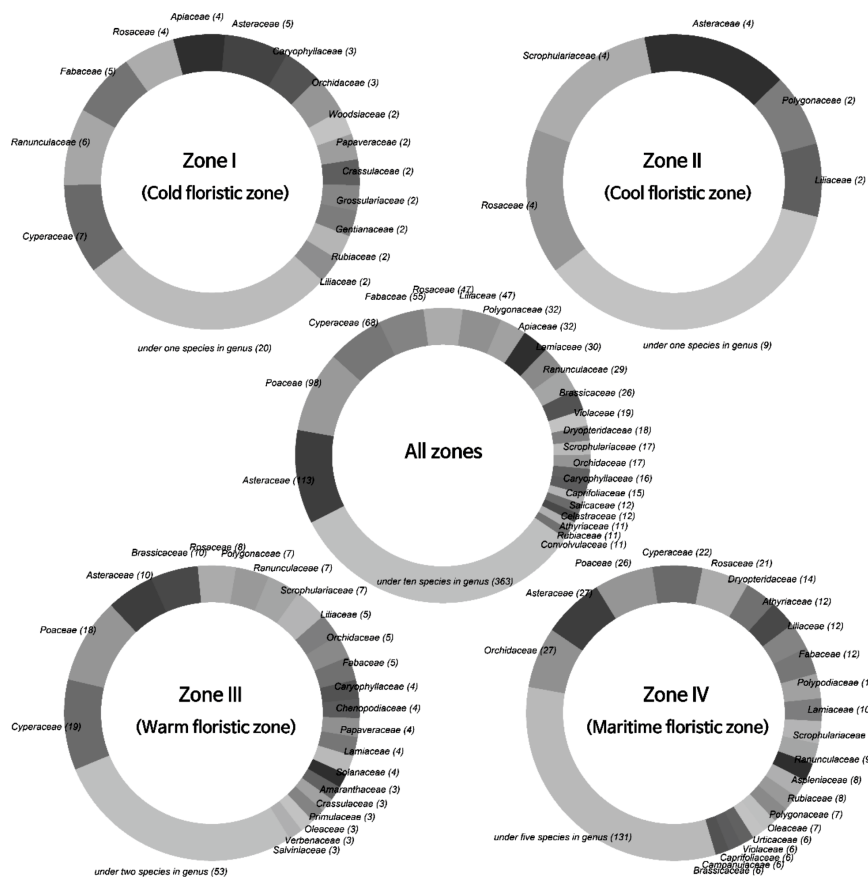 Apiaceae (4)
Asteraceae (5)
Rosaceae (4)
Caryophyllaceae (3)
Fabaceae (5)
Orchidaceae (3)
Woodsiaceae (2)
Ranunculaceae (6)
Papaveraceae (2)
Crassulaceae (2)
Grossulariaceae (2)
Gentianaceae (2)
Cyperaceae (7)
Rubiaceae (2)
Liliaceae (2)
under one species in genus (20)
Zone I
(Cold floristic zone)
Asteraceae (4)
Scrophulariaceae (4)
Polygonaceae (2)
Liliaceae (2)
Rosaceae (4)
under one species in genus (9)
Zone II
(Cool floristic zone)
Rosaceae (47)
Liliaceae (47)
Fabaceae (55)
Polygonaceae (32)
Cyperaceae (68)
Apiaceae (32)
Lamiaceae (30)
Ranunculaceae (29)
Poaceae (98)
Brassicaceae (26)
Violaceae (19)
Dryopteridaceae (18)
Scrophulariaceae (17)
Orchidaceae (17)
Asteraceae (113)
Caryophyllaceae (16)
Caprifoliaceae (15)
Salicaceae (12)
Celastraceae (12)
Athyriaceae (11)
Rubiaceae (11)
Convolvulaceae (11)
under ten species in genus (363)
All zones
Rosaceae (8)
Brassicaceae (10)
Polygonaceae (7)
Asteraceae (10)
Ranunculaceae (7)
Scrophulariaceae (7)
Liliaceae (5)
Poaceae (18)
Orchidaceae (5)
Fabaceae (5)
Caryophyllaceae (4)
Chenopodiaceae (4)
Cyperaceae (19)
Papaveraceae (4)
Lamiaceae (4)
Solanaceae (4)
Amaranthaceae (3)
Crassulaceae (3)
Primulaceae (3)
Oleaceae (3)
Verbenaceae (3)
Salviniaceae (3)
under two species in genus (53)
Zone III
(Warm floristic zone)
Cyperaceae (22)
Poaceae (26)
Rosaceae (21)
Dryopteridaceae (14)
Asteraceae (27)
Athyriaceae (12)
Liliaceae (12)
Orchidaceae (27)
Fabaceae (12)
Polypodiaceae (1
Lamiaceae (10
Scrophulariaceae
Ranunculaceae (9
Aspleniaceae (8)
Rubiaceae (8)
Polygonaceae (7)
Oleaceae (7)
Urticaceae (6)
Violaceae (6)
Caprifoliaceae (6)
Campanulaceae (6)
Brassicaceae (6)
under five species in genus (131)
Zone IV
(Maritime floristic zone)